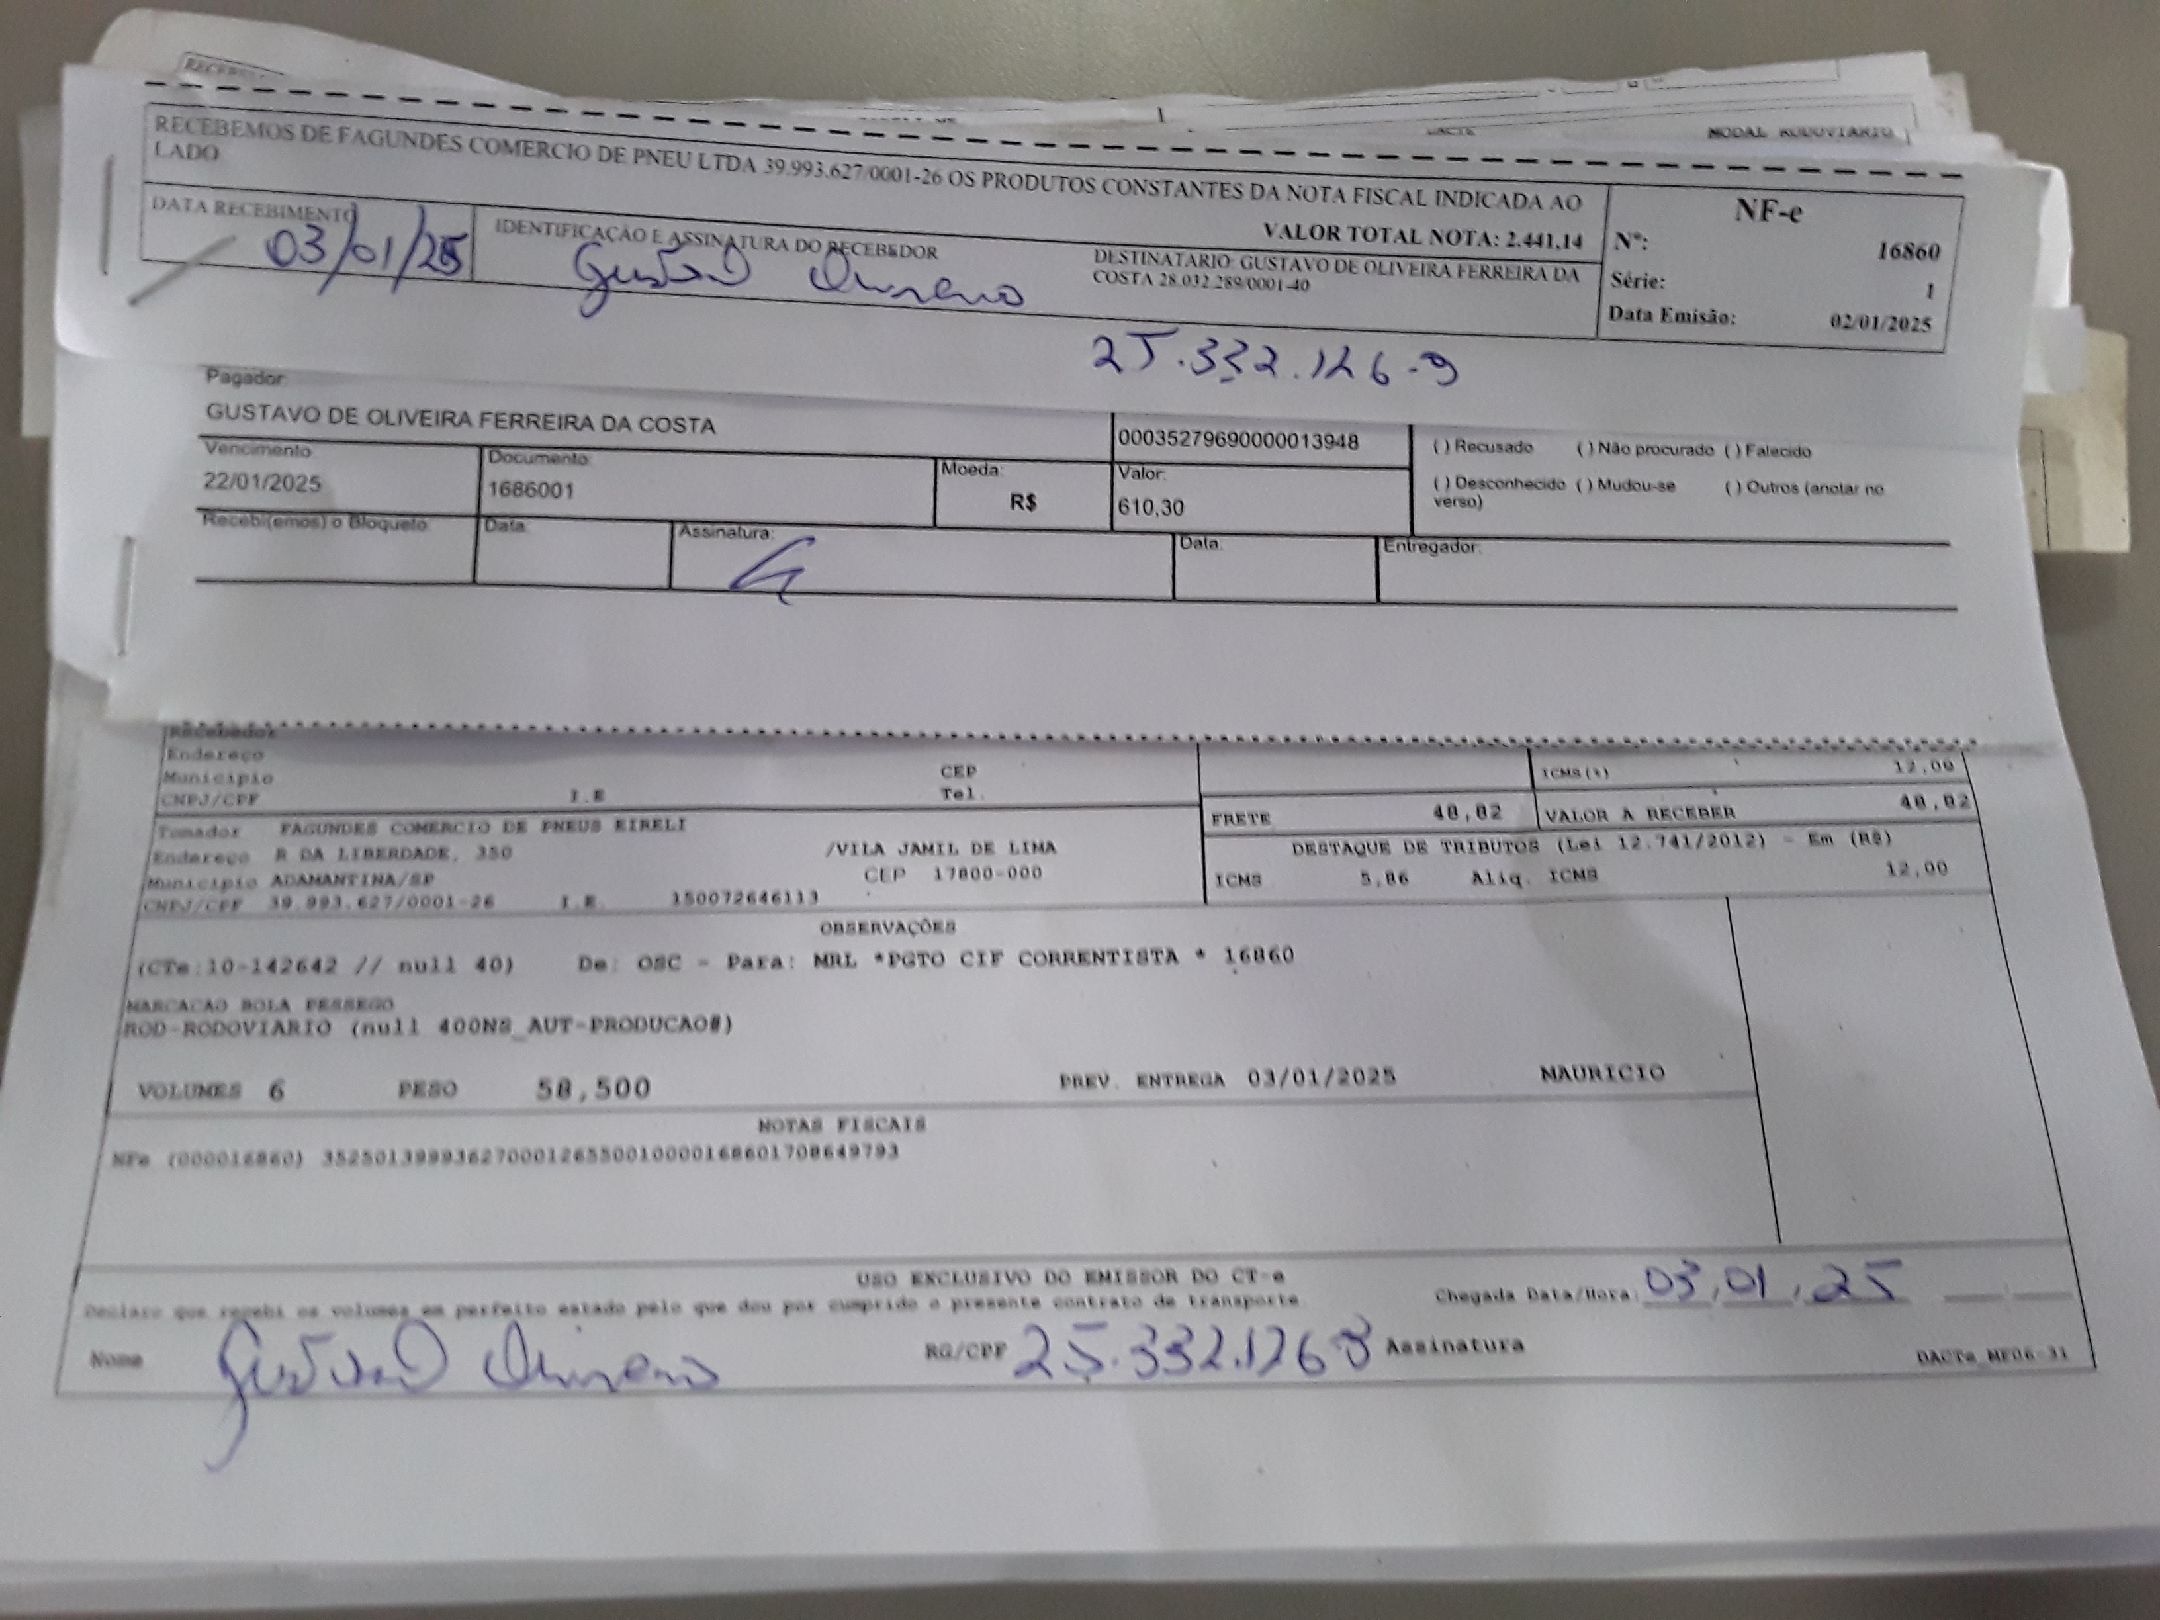 MODAL RODOVIARIO
RECEBEMOS DE FAGUNDES COMERCIO DE PNEU LTDA 39.993.627/0001-26 OS PRODUTOS CONSTANTES DA NOTA FISCAL INDICADA AO
LADO
VALOR TOTAL NOTA: 2.441,14
NF-e
Nº: 16860
Série: 1
Data Emissão: 02/01/2025
DATA RECEBIMENTO
03/01/25
IDENTIFICAÇÃO E ASSINATURA DO RECEBEDOR
Gustavo
DESTINATARIO: GUSTAVO DE OLIVEIRA FERREIRA DA
COSTA 28.032.289/0001-40
25.332.126-9
Pagador:
GUSTAVO DE OLIVEIRA FERREIRA DA COSTA
00035279690000013948
( ) Recusado ( ) Não procurado ( ) Falecido
Vencimento Documento: Moeda: Valor:
22/01/2025 1686001 R$ 610,30
( ) Desconhecido ( ) Mudou-se ( ) Outros (anotar no
verso)
Recebi(emos) o Bloqueto: Data: Assinatura: Data: Entregador:
Recebedor
Endereço
Municipio CEP
CNPJ/CPF I.E Tel.
ICMS(%) 12,00
FRETE 48,82 VALOR A RECEBER 48,82
Tomador FAGUNDES COMERCIO DE PNEUS EIRELI
Endereço R DA LIBERDADE, 350 /VILA JAMIL DE LIMA
Municipio ADAMANTINA/SP CEP 17800-000
CNPJ/CPF 39.993.627/0001-26 I.E. 150072646113
DESTAQUE DE TRIBUTOS (Lei 12.741/2012) - Em (R$)
ICMS 5,86 Aliq. ICMS 12,00
OBSERVAÇÕES
(CTe:10-142642 // null 40) De: OSC - Para: MRL *PGTO CIF CORRENTISTA * 16860
MARCACAO BOLA PESSEGO
ROD-RODOVIARIO (null 400NS_AUT-PRODUCAO#)
VOLUMES 6 PESO 58,500 PREV. ENTREGA 03/01/2025 MAURICIO
NOTAS FISCAIS
NFe (000016860) 35250139993627000126550010000168601708649793
USO EXCLUSIVO DO EMISSOR DO CT-e
Declaro que recebi os volumes em perfeito estado pelo que dou por cumprido o presente contrato de transporte.
Chegada Data/Hora: 03,01,25
Nome Gustavo RG/CPF 25.332.126 Assinatura
DACTe_MF06-31